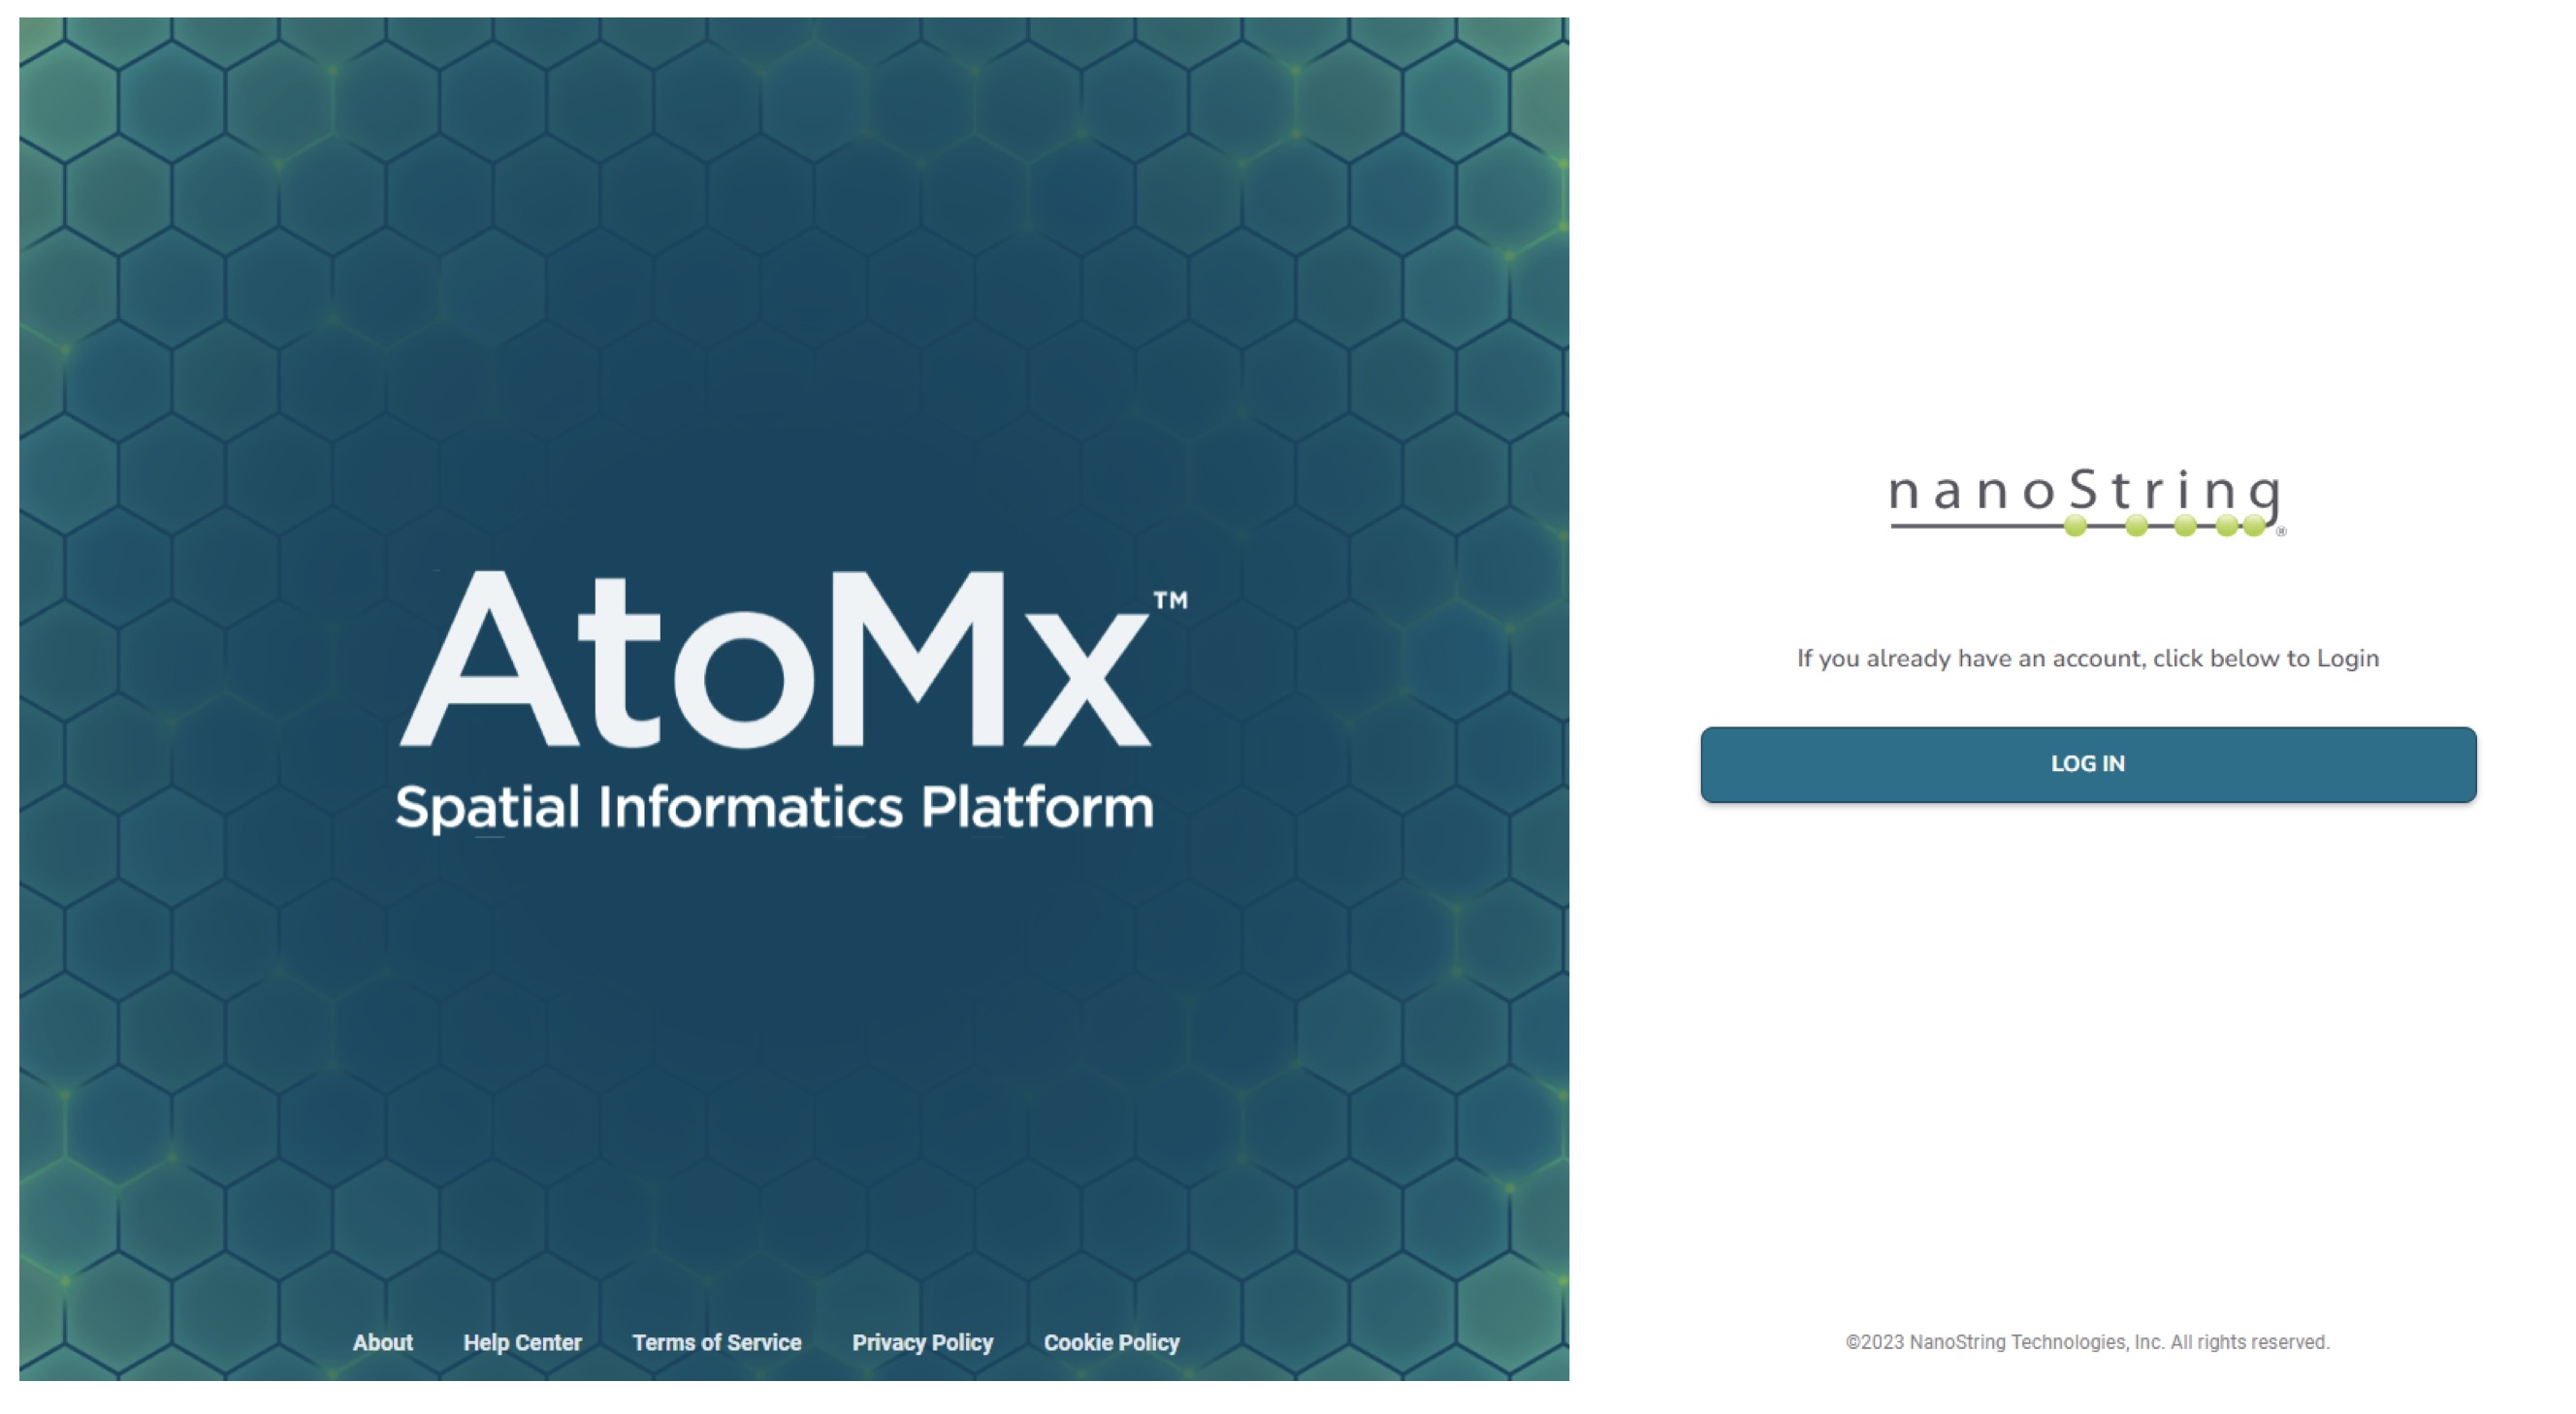 AtoMx™
Spatial Informatics Platform
About Help Center Terms of Service Privacy Policy Cookie Policy
nanoString®
If you already have an account, click below to Login
LOG IN
©2023 NanoString Technologies, Inc. All rights reserved.